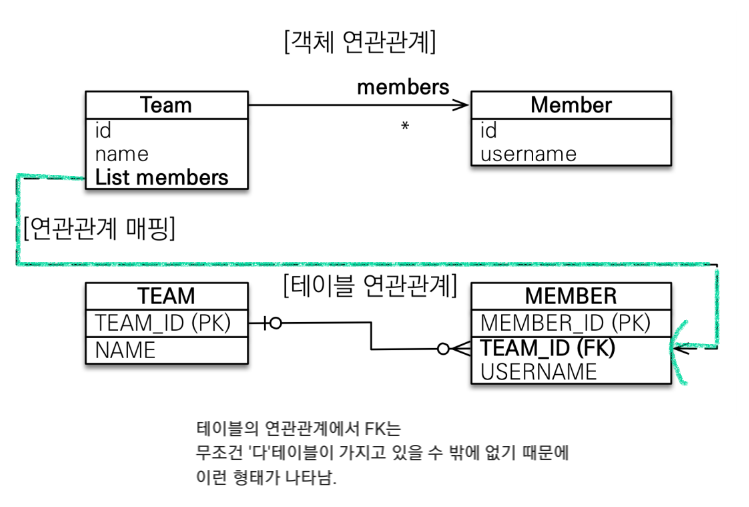 [객체 연관관계]
members
Team
Member
id
name
List members
*
id
username
[연관관계 매핑]
[테이블 연관관계]
TEAM
TEAM_ID (PK)
NAME
MEMBER
MEMBER_ID (PK)
TEAM_ID (FK)
USERNAME
테이블의 연관관계에서 FK는
무조건 '다'테이블이 가지고 있을 수 밖에 없기 때문에
이런 형태가 나타남.